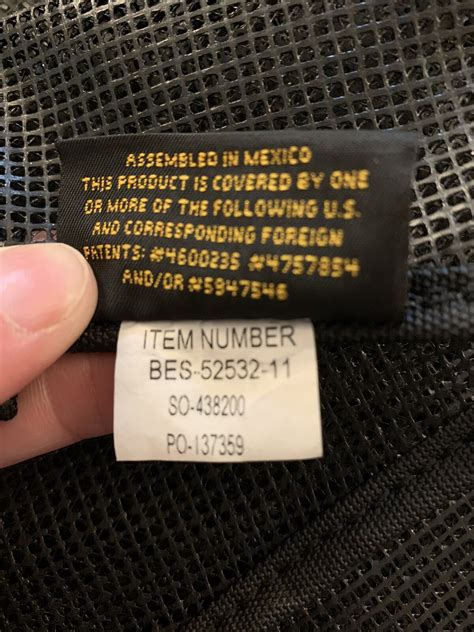 ASSEMBLED IN MEXICO
THIS PRODUCT IS COVERED BY ONE
OR MORE OF THE FOLLOWING U.S.
AND CORRESPONDING FOREIGN
PATENTS: #4600235 #4757854
AND/OR #5947546
ITEM NUMBER
BES-52532-11
SO-438200
PO-137359